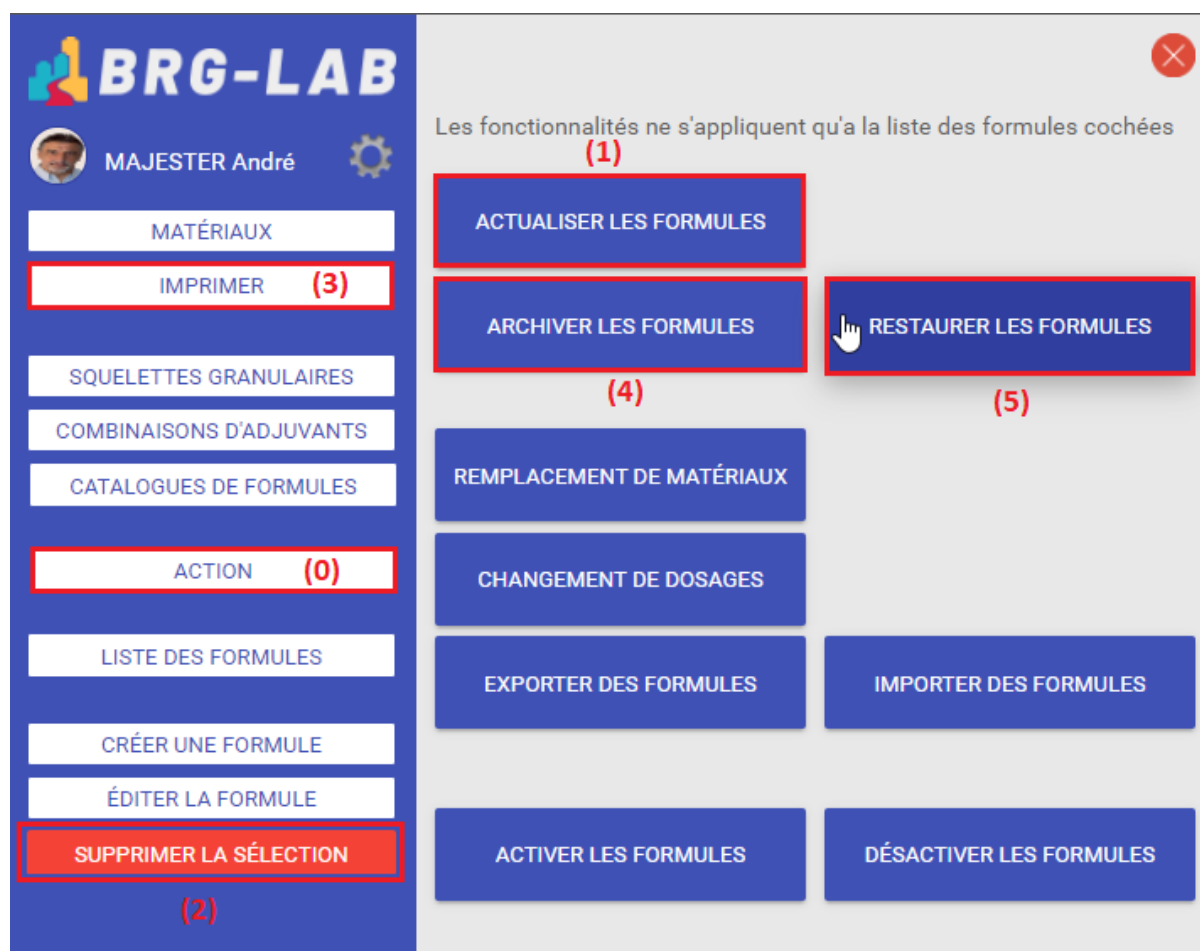 BRG-LAB
MAJESTER André
MATÉRIAUX
IMPRIMER (3)
SQUELETTES GRANULAIRES
COMBINAISONS D'ADJUVANTS
CATALOGUES DE FORMULES
ACTION (0)
LISTE DES FORMULES
CRÉER UNE FORMULE
ÉDITER LA FORMULE
SUPPRIMER LA SÉLECTION
(2)
Les fonctionnalités ne s'appliquent qu'a la liste des formules cochées
(1)
ACTUALISER LES FORMULES
ARCHIVER LES FORMULES
RESTAURER LES FORMULES
(4)
(5)
REMPLACEMENT DE MATÉRIAUX
CHANGEMENT DE DOSAGES
EXPORTER DES FORMULES
IMPORTER DES FORMULES
ACTIVER LES FORMULES
DÉSACTIVER LES FORMULES